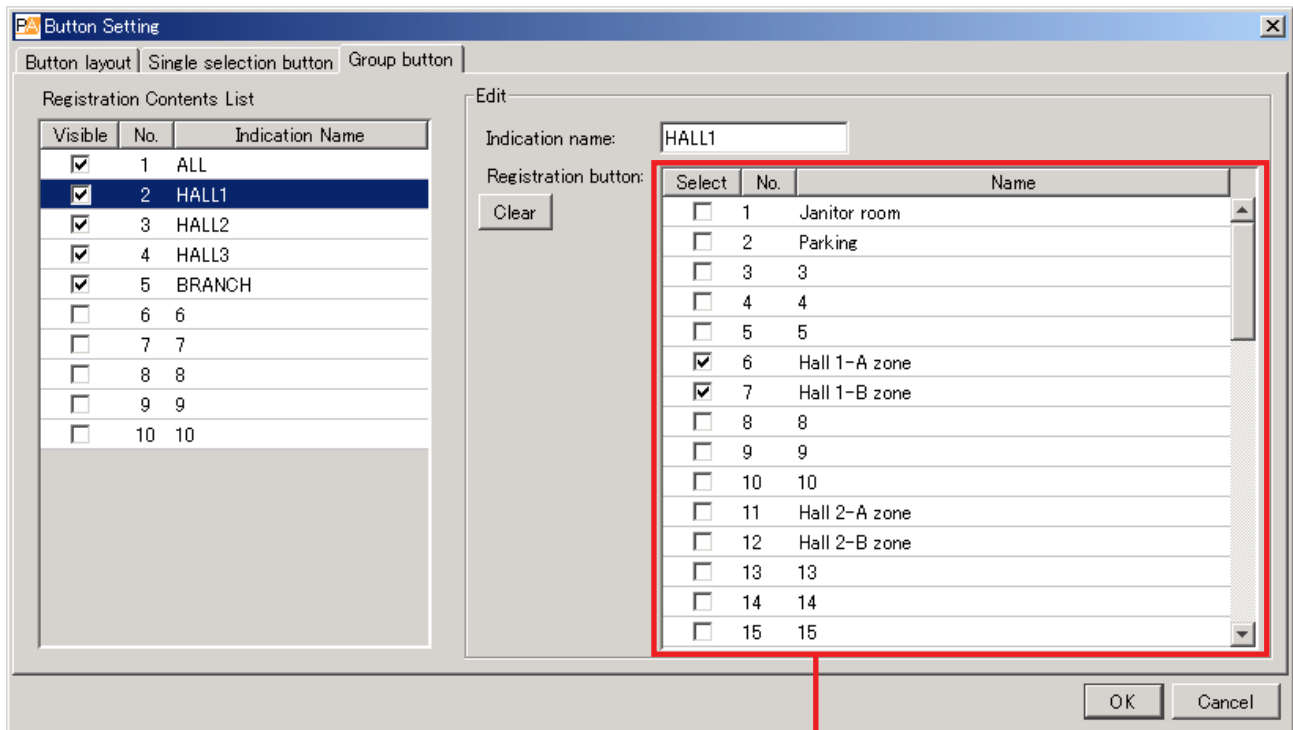 PA Button Setting
Button layout Single selection button Group button
Registration Contents List
Visible No. Indication Name
1 ALL
2 HALL1
3 HALL2
4 HALL3
5 BRANCH
6 6
7 7
8 8
9 9
10 10
Edit
Indication name: HALL1
Registration button:
Clear
Select No. Name
1 Janitor room
2 Parking
3 3
4 4
5 5
6 Hall 1-A zone
7 Hall 1-B zone
8 8
9 9
10 10
11 Hall 2-A zone
12 Hall 2-B zone
13 13
14 14
15 15
OK Cancel